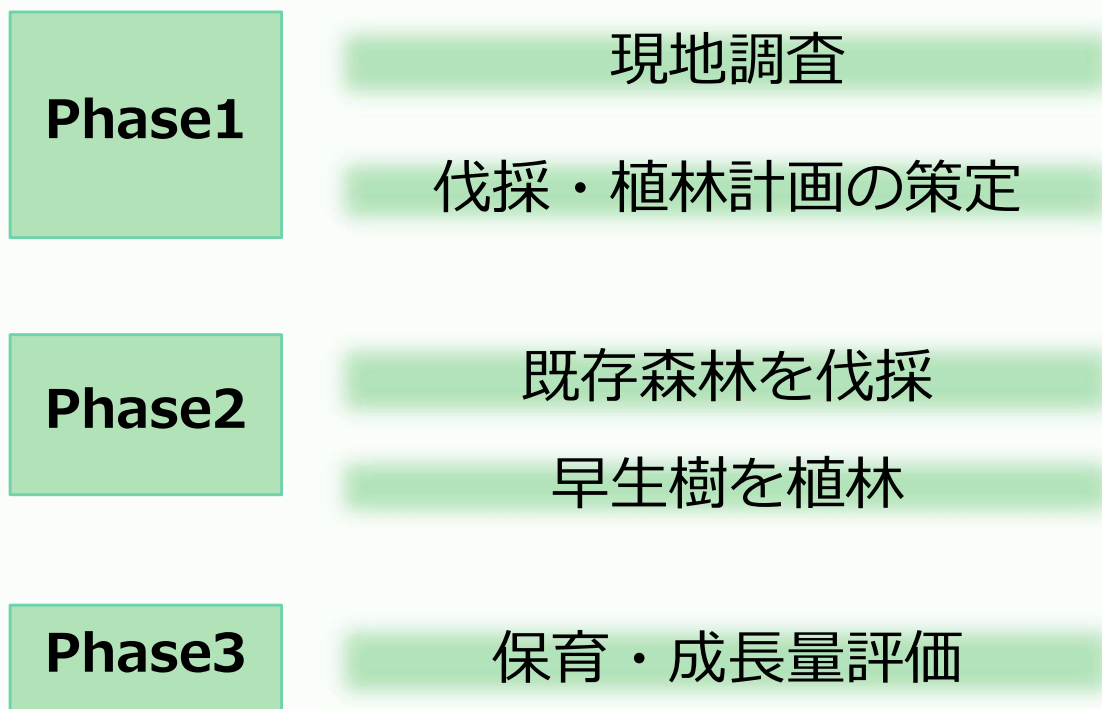 Phase1
現地調査
伐採・植林計画の策定
Phase2
既存森林を伐採
早生樹を植林
Phase3
保育・成長量評価